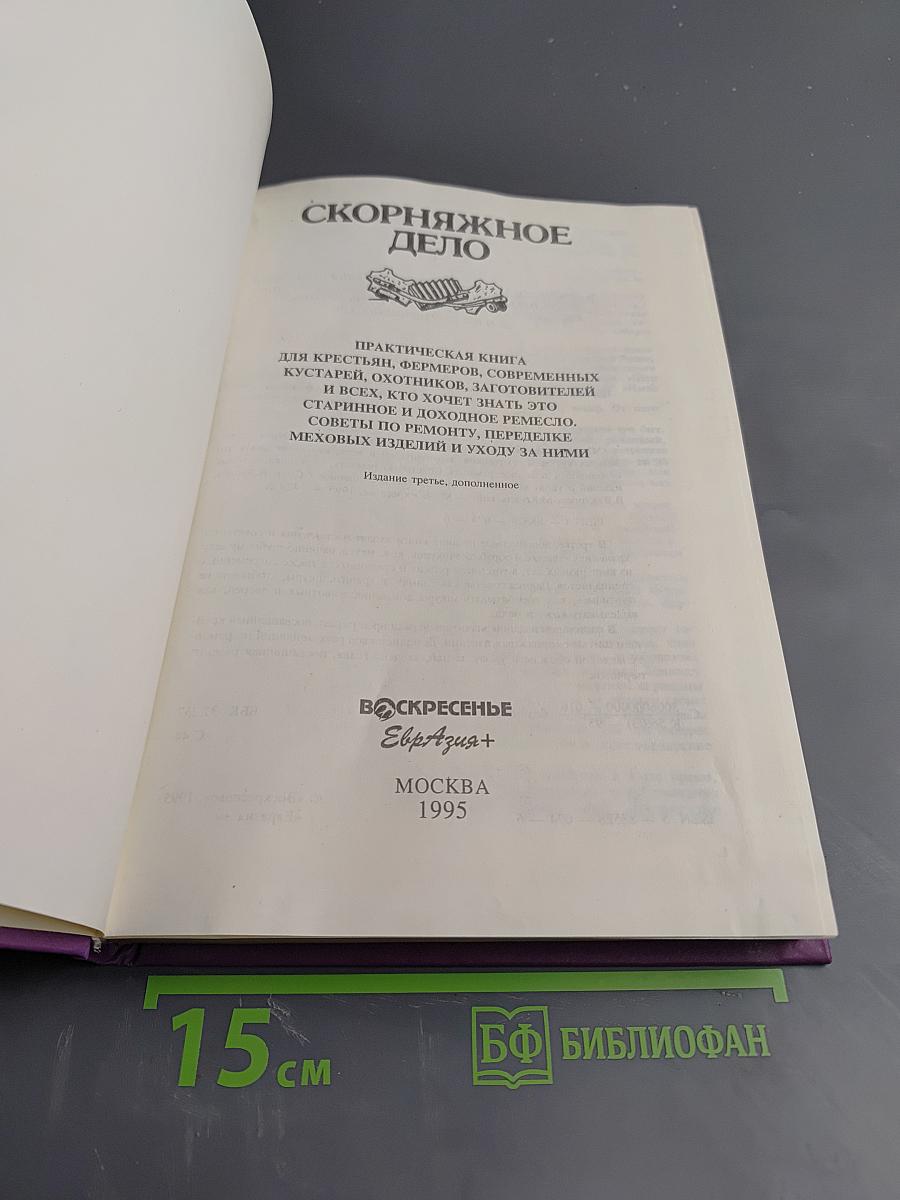 СКОРНЯЖНОЕ
ДЕЛО
ПРАКТИЧЕСКАЯ КНИГА
ДЛЯ КРЕСТЬЯН, ФЕРМЕРОВ, СОВРЕМЕННЫХ
КУСТАРЕЙ, ОХОТНИКОВ, ЗАГОТОВИТЕЛЕЙ
И ВСЕХ, КТО ХОЧЕТ ЗНАТЬ ЭТО
СТАРИННОЕ И ДОХОДНОЕ РЕМЕСЛО.
СОВЕТЫ ПО РЕМОНТУ, ПЕРЕДЕЛКЕ
МЕХОВЫХ ИЗДЕЛИЙ И УХОДУ ЗА НИМИ
Издание третье, дополненное
ВОСКРЕСЕНЬЕ
ЕврАзия+
МОСКВА
1995
15 см
БФ БИБЛИОФАН